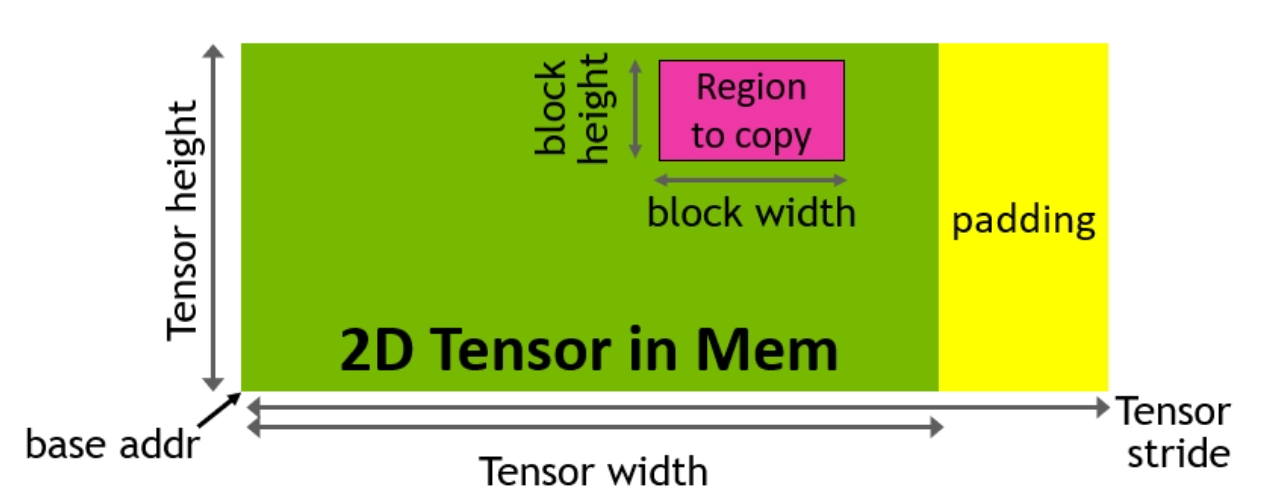 Tensor height
block
height
Region
to copy
block width
padding
2D Tensor in Mem
base addr
Tensor
stride
Tensor width